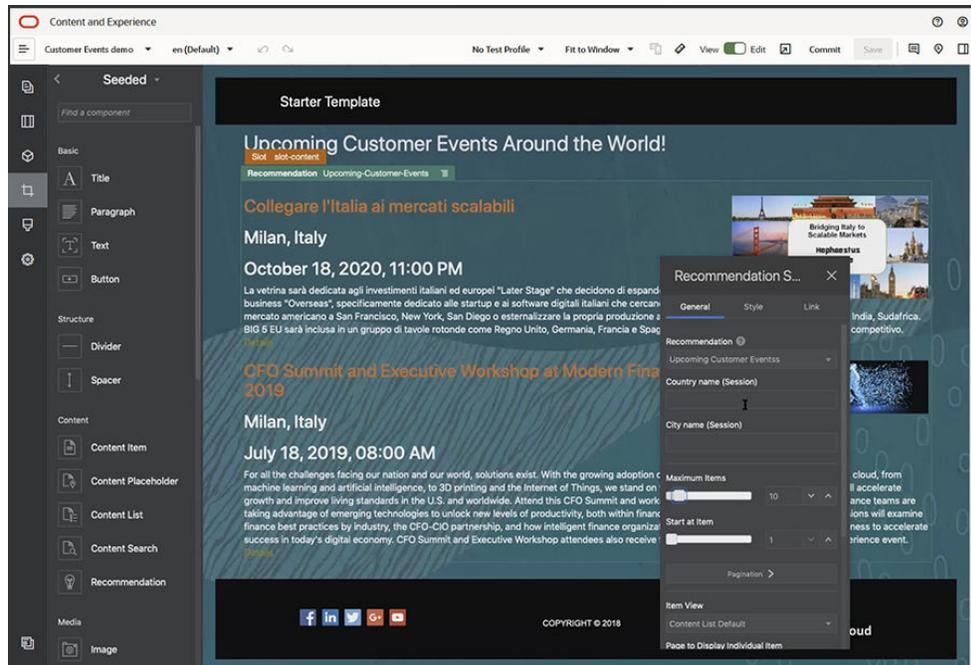 Content and Experience
Customer Events demo
en (Default)
No Test Profile
Fit to Window
View
Edit
Commit
Save
Seeded
Find a component
Basic
Title
Paragraph
Text
Button
Structure
Divider
Spacer
Content
Content Item
Content Placeholder
Content List
Content Search
Recommendation
Media
Image
Starter Template
Upcoming Customer Events Around the World!
Slot slot-content
Recommendation Upcoming-Customer-Events
Collegare l'Italia ai mercati scalabili
Milan, Italy
October 18, 2020, 11:00 PM
La vetrina sarà dedicata agli investimenti italiani ed europei "Later Stage" che decidono di espand
business "Overseas", specificamente dedicato alle startup e ai software digitali italiani che cercan
mercato americano a San Francisco, New York, San Diego o esternalizzare la propria produzione a
India, Sudafrica.
BIG 5 EU sarà inclusa in un gruppo di tavole rotonde come Regno Unito, Germania, Francia e Spag
competitivo.
Details
Bridging Italy to
Scalable Markets
Hephaestus
CFO Summit and Executive Workshop at Modern Fina
2019
Milan, Italy
July 18, 2019, 08:00 AM
For all the challenges facing our nation and our world, solutions exist. With the growing adoption o
cloud, from
machine learning and artificial intelligence, to 3D printing and the Internet of Things, we stand on
ll accelerate
growth and improve living standards in the U.S. and worldwide. Attend this CFO Summit and work
ance teams are
taking advantage of emerging technologies to unlock new levels of productivity, both within financ
ions will examine
finance best practices by industry, the CFO-CIO partnership, and how intelligent finance organizat
ness to accelerate
success in today's digital economy. CFO Summit and Executive Workshop attendees also receive
erience event.
Details
Recommendation S...
General
Style
Link
Recommendation
Upcoming Customer Eventss
Country name (Session)
City name (Session)
Maximum Items
10
Start at Item
1
Pagination
Item View
Content List Default
Page to Display Individual Item
COPYRIGHT © 2018
oud